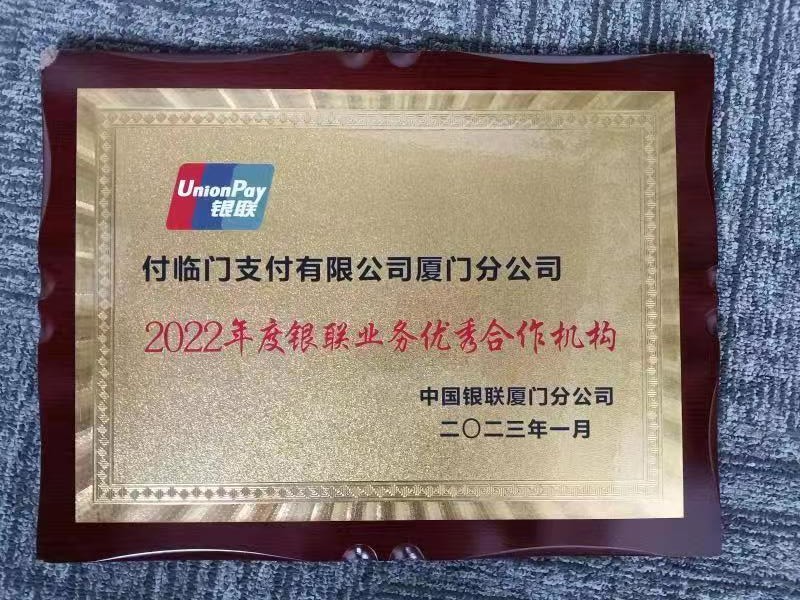 UnionPay
银联
付临门支付有限公司厦门分公司
2022年度银联业务优秀合作机构
中国银联厦门分公司
二〇二三年一月